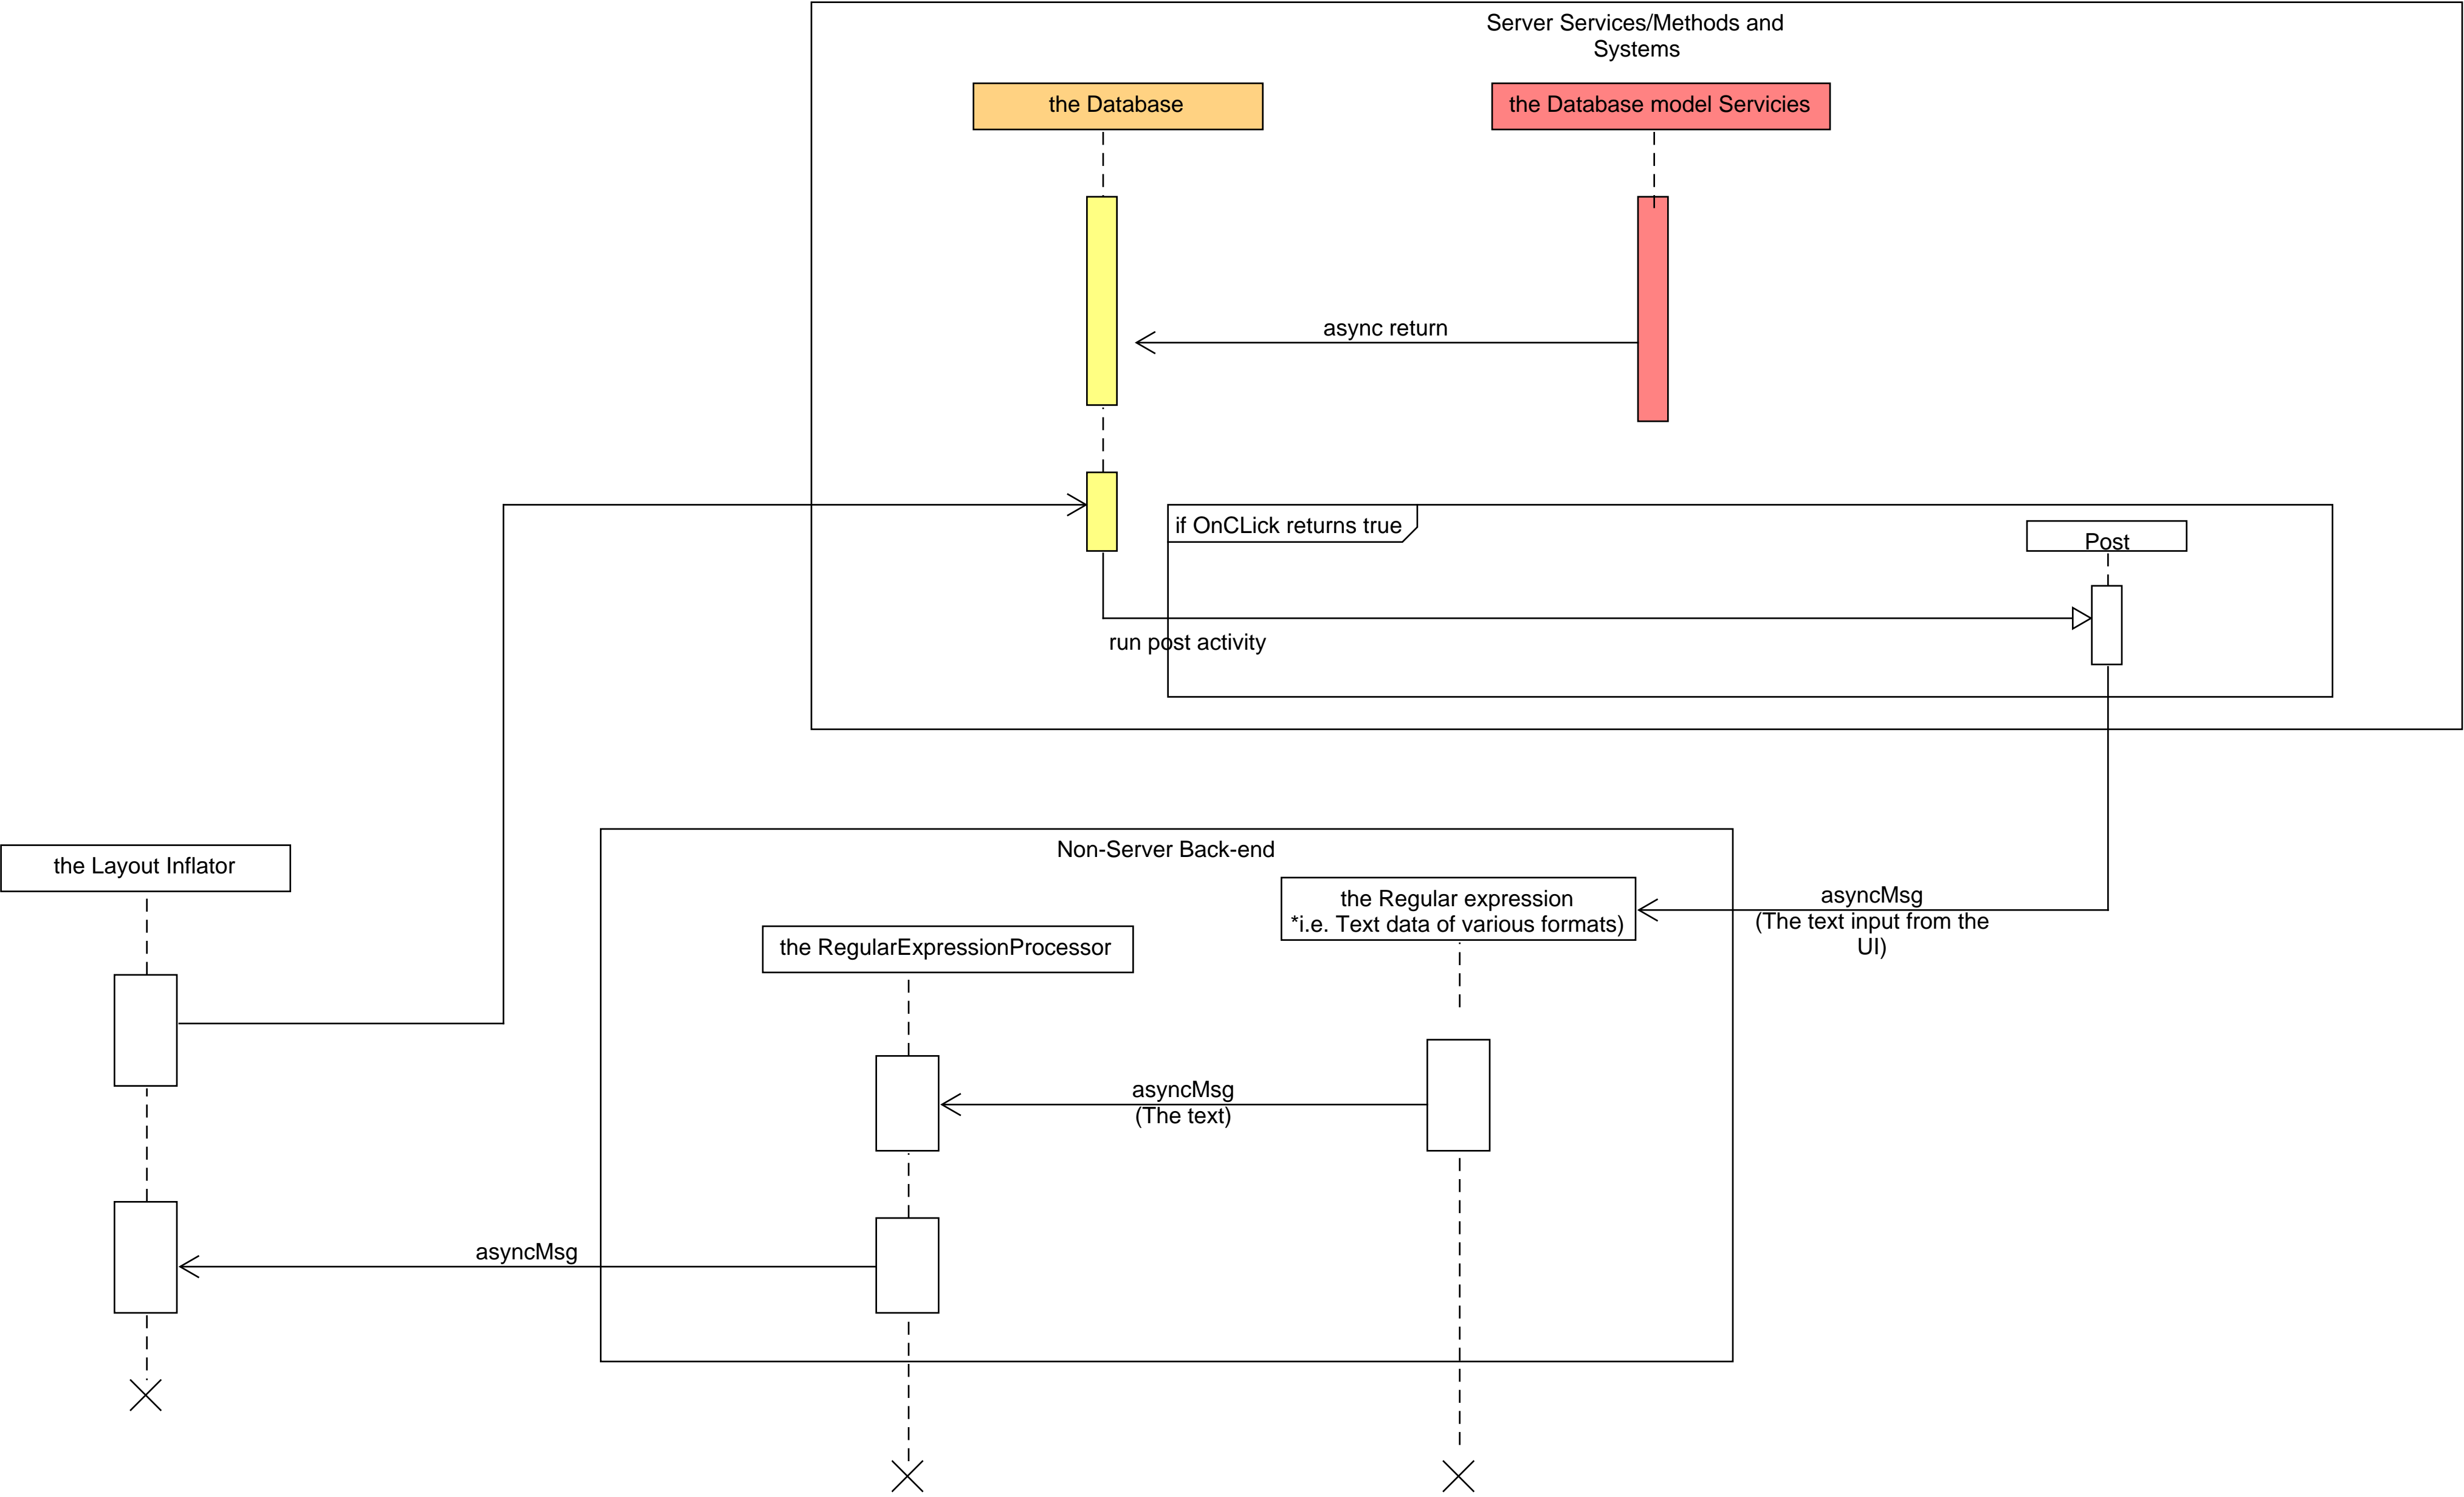 Server Services/Methods and
Systems
the Database
the Database model Servicies
async return
if OnCLick returns true
Post
run post activity
Non-Server Back-end
the Layout Inflator
the Regular expression
*i.e. Text data of various formats)
asyncMsg
(The text input from the
UI)
the RegularExpressionProcessor
asyncMsg
(The text)
asyncMsg